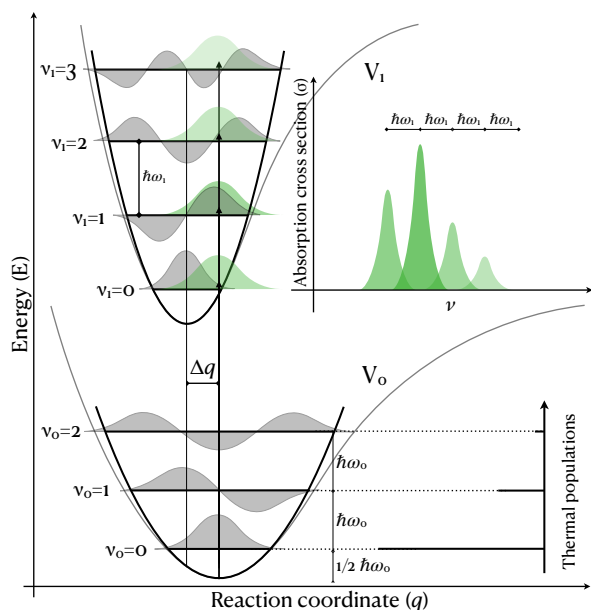 V₁
ν₁=3
ν₁=2
ħω₁
ν₁=1
ν₁=0
Absorption cross section (σ)
ħω₁ ħω₁ ħω₁ ħω₁
ν
Energy (E)
Δq
V₀
ν₀=2
ħω₀
ν₀=1
ħω₀
ν₀=0
1/2 ħω₀
Thermal populations
Reaction coordinate (q)